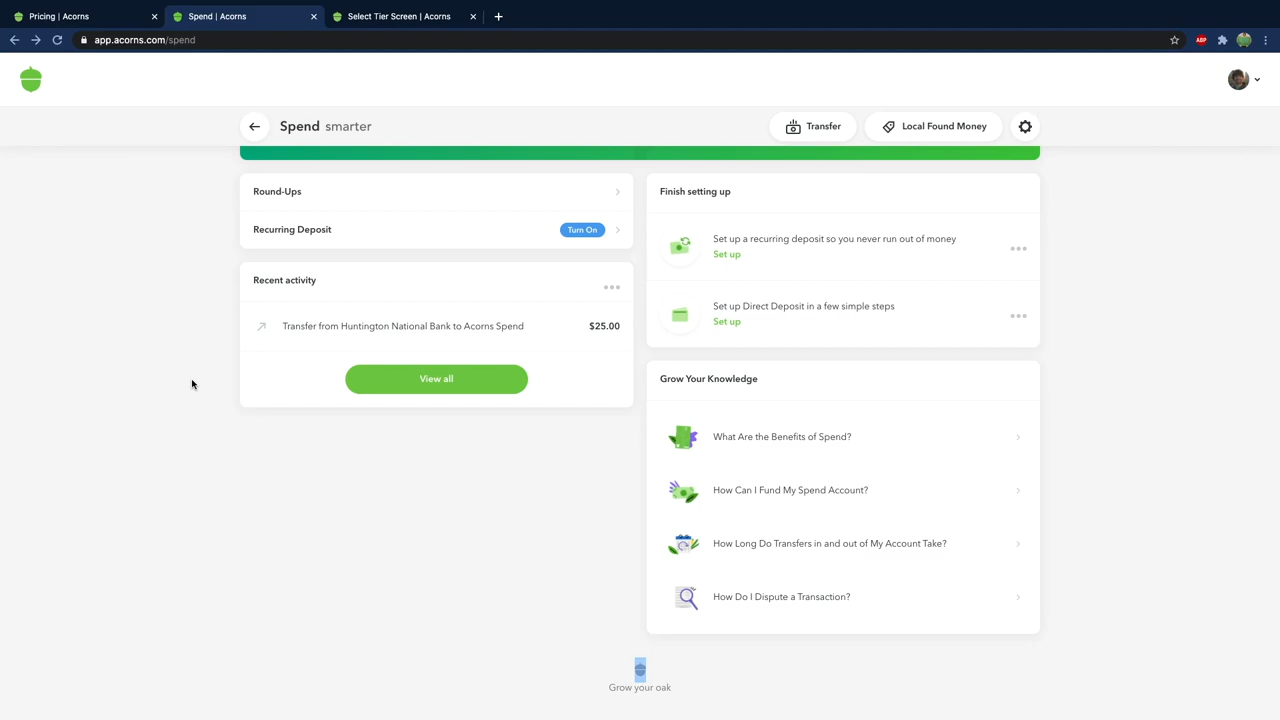 Pricing | Acorns
Spend | Acorns
Select Tier Screen | Acorns
app.acorns.com/spend
ABP
Spend smarter
Transfer
Local Found Money
Round-Ups
Recurring Deposit
Turn On
Recent activity
Transfer from Huntington National Bank to Acorns Spend
$25.00
View all
Finish setting up
Set up a recurring deposit so you never run out of money
Set up
Set up Direct Deposit in a few simple steps
Set up
Grow Your Knowledge
What Are the Benefits of Spend?
How Can I Fund My Spend Account?
How Long Do Transfers in and out of My Account Take?
How Do I Dispute a Transaction?
Grow your oak